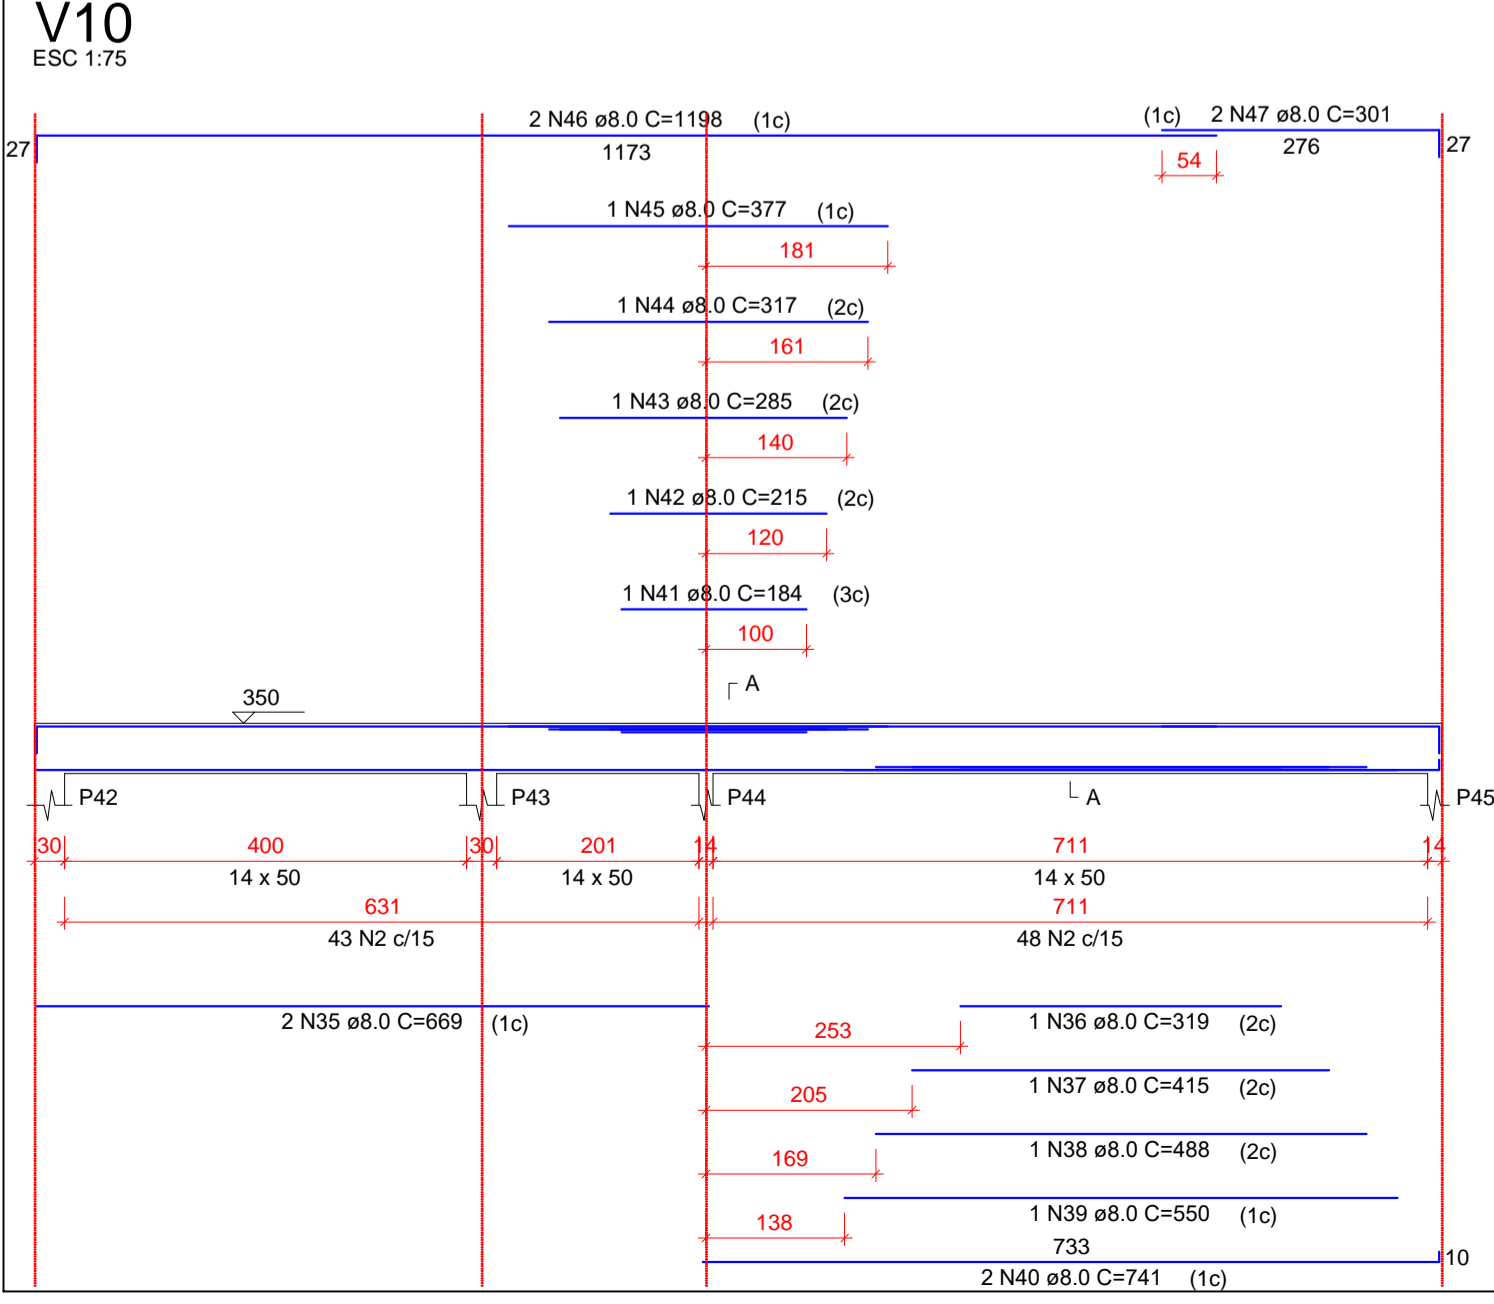 V10
ESC 1:75
2 N46 ø8.0 C=1198 (1c)
(1c) 2 N47 ø8.0 C=301
27
1173
276
27
54
1 N45 ø8.0 C=377 (1c)
181
1 N44 ø8.0 C=317 (2c)
161
1 N43 ø8.0 C=285 (2c)
140
1 N42 ø8.0 C=215 (2c)
120
1 N41 ø8.0 C=184 (3c)
100
A
350
P42
P43
P44
A
P45
30
400
30
201
14
711
14
14 x 50
14 x 50
14 x 50
631
711
43 N2 c/15
48 N2 c/15
2 N35 ø8.0 C=669 (1c)
1 N36 ø8.0 C=319 (2c)
253
1 N37 ø8.0 C=415 (2c)
205
1 N38 ø8.0 C=488 (2c)
169
1 N39 ø8.0 C=550 (1c)
138
733
10
2 N40 ø8.0 C=741 (1c)